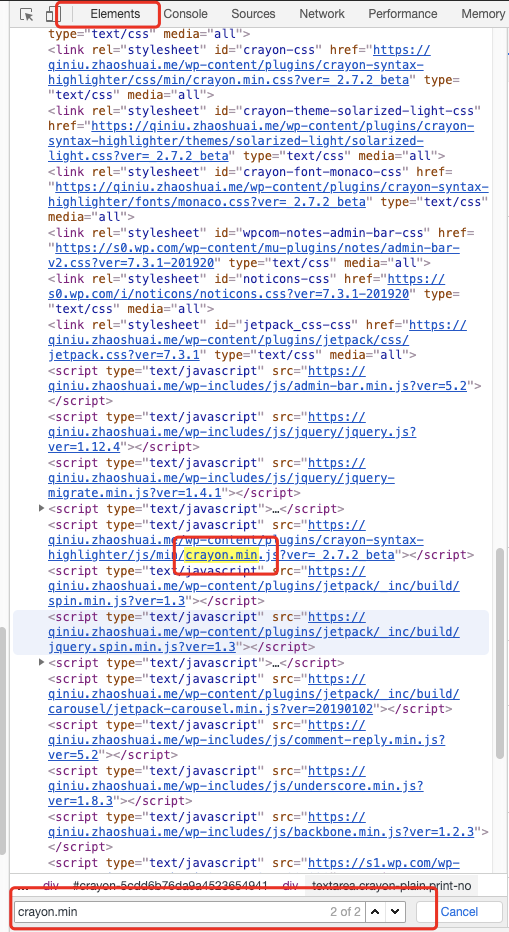 Elements Console Sources Network Performance Memory
type="text/css" media="all">
<link rel="stylesheet" id="crayon-css" href="https://
qiniu.zhaoshuai.me/wp-content/plugins/crayon-syntax-
highlighter/css/min/crayon.min.css?ver=_2.7.2_beta" type=
"text/css" media="all">
<link rel="stylesheet" id="crayon-theme-solarized-light-css"
href="https://qiniu.zhaoshuai.me/wp-content/plugins/crayon-
syntax-highlighter/themes/solarized-light/solarized-
light.css?ver=_2.7.2_beta" type="text/css" media="all">
<link rel="stylesheet" id="crayon-font-monaco-css" href=
"https://qiniu.zhaoshuai.me/wp-content/plugins/crayon-syntax-
highlighter/fonts/monaco.css?ver=_2.7.2_beta" type="text/css"
media="all">
<link rel="stylesheet" id="wpcom-notes-admin-bar-css" href=
"https://s0.wp.com/wp-content/mu-plugins/notes/admin-bar-
v2.css?ver=7.3.1-201920" type="text/css" media="all">
<link rel="stylesheet" id="noticons-css" href="https://
s0.wp.com/i/noticons/noticons.css?ver=7.3.1-201920" type=
"text/css" media="all">
<link rel="stylesheet" id="jetpack_css-css" href="https://
qiniu.zhaoshuai.me/wp-content/plugins/jetpack/css/
jetpack.css?ver=7.3.1" type="text/css" media="all">
<script type="text/javascript" src="https://
qiniu.zhaoshuai.me/wp-includes/js/admin-bar.min.js?ver=5.2">
</script>
<script type="text/javascript" src="https://
qiniu.zhaoshuai.me/wp-includes/js/jquery/jquery.js?
ver=1.12.4"></script>
<script type="text/javascript" src="https://
qiniu.zhaoshuai.me/wp-includes/js/jquery/jquery-
migrate.min.js?ver=1.4.1"></script>
<script type="text/javascript">…</script>
<script type="text/javascript" src="https://
qiniu.zhaoshuai.me/wp-content/plugins/crayon-syntax-
highlighter/js/min/crayon.min.js?ver=_2.7.2_beta"></script>
<script type="text/javascript" src="https://
qiniu.zhaoshuai.me/wp-content/plugins/jetpack/_inc/build/
spin.min.js?ver=1.3"></script>
<script type="text/javascript" src="https://
qiniu.zhaoshuai.me/wp-content/plugins/jetpack/_inc/build/
jquery.spin.min.js?ver=1.3"></script>
<script type="text/javascript">…</script>
<script type="text/javascript" src="https://
qiniu.zhaoshuai.me/wp-content/plugins/jetpack/_inc/build/
carousel/jetpack-carousel.min.js?ver=20190102"></script>
<script type="text/javascript" src="https://
qiniu.zhaoshuai.me/wp-includes/js/comment-reply.min.js?
ver=5.2"></script>
<script type="text/javascript" src="https://
qiniu.zhaoshuai.me/wp-includes/js/underscore.min.js?
ver=1.8.3"></script>
<script type="text/javascript" src="https://
qiniu.zhaoshuai.me/wp-includes/js/backbone.min.js?ver=1.2.3">
</script>
<script type="text/javascript" src="https://s1.wp.com/wp-
... div #crayon-5cdd6b76da9a4523654941 div textarea.crayon-plain.print-no
crayon.min 2 of 2 Cancel